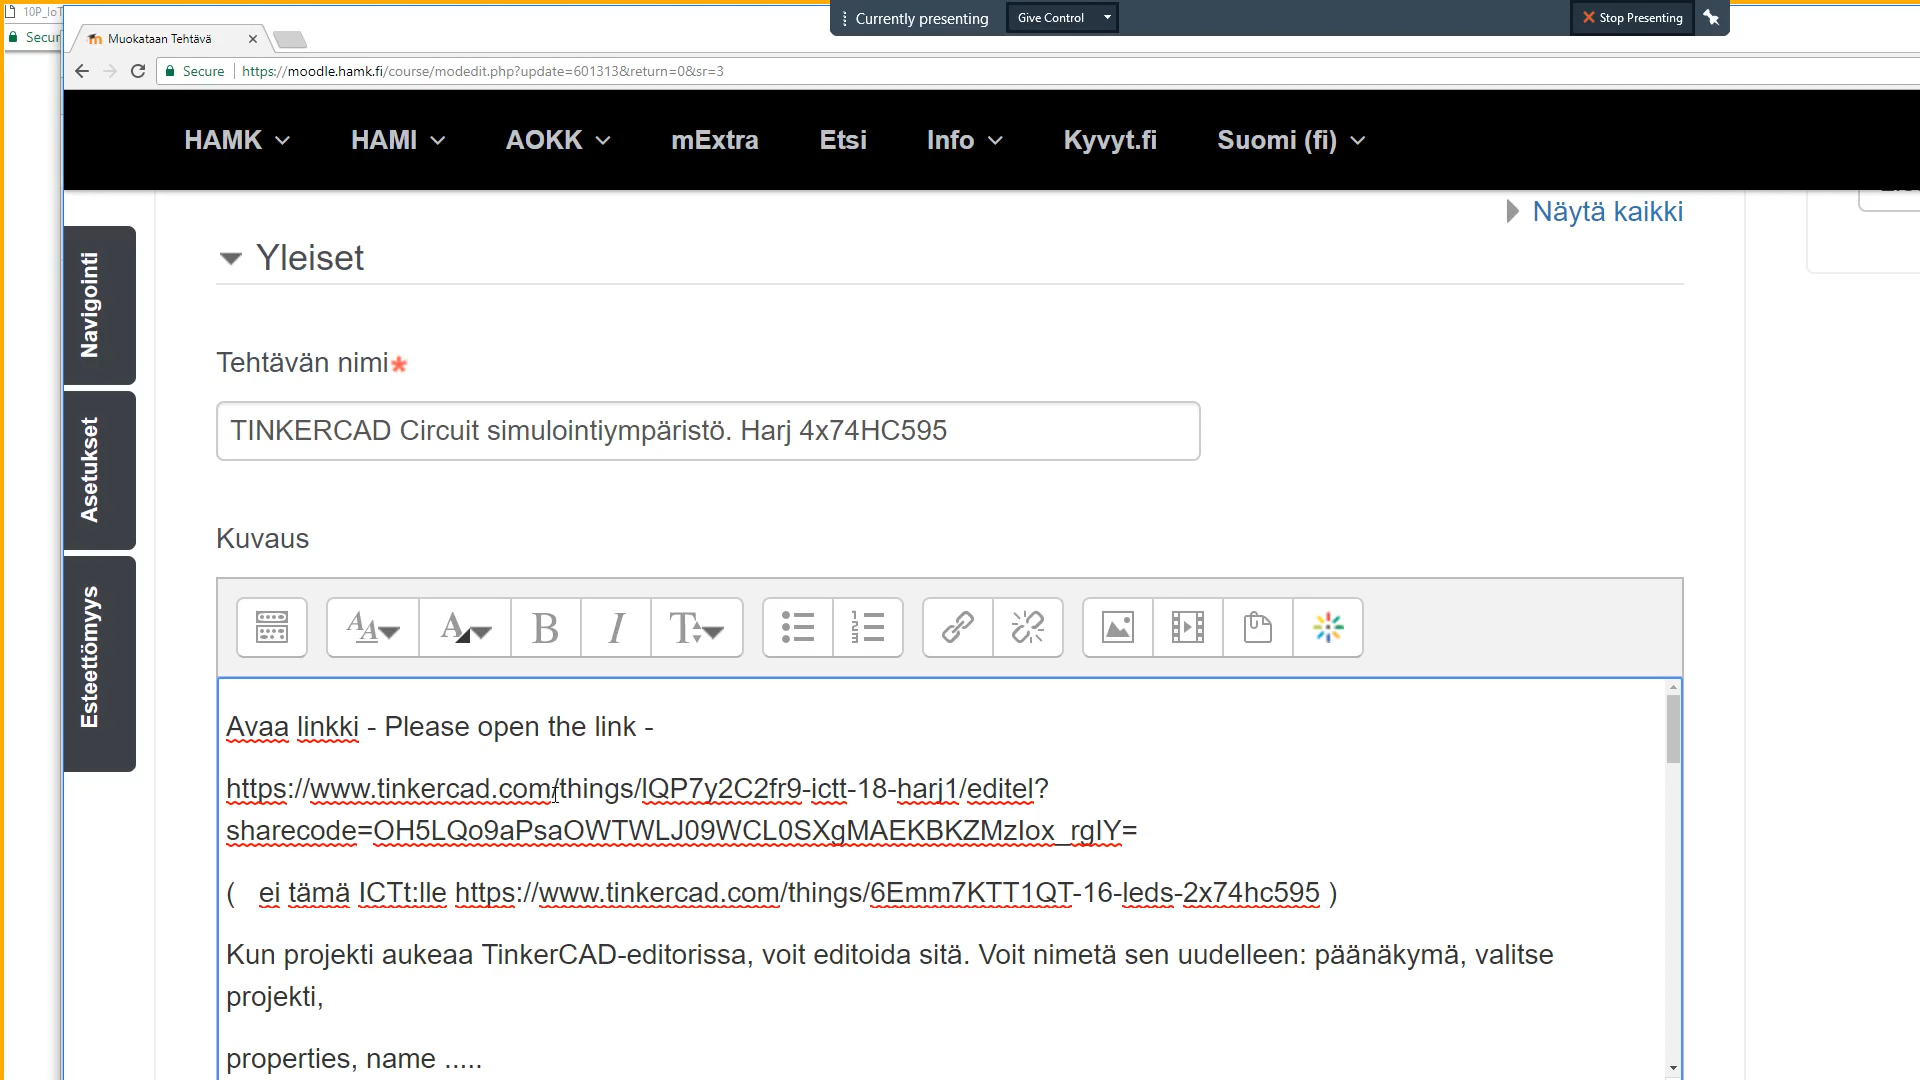 10P_IoT
Currently presenting
Give Control
Stop Presenting
Secur
Muokataan Tehtävä
Secure
https://moodle.hamk.fi/course/modedit.php?update=601313&return=0&sr=3
HAMK
HAMI
AOKK
mExtra
Etsi
Info
Kyvyt.fi
Suomi (fi)
Näytä kaikki
Navigointi
Asetukset
Esteettömyys
Yleiset
Tehtävän nimi
TINKERCAD Circuit simulointiympäristö. Harj 4x74HC595
Kuvaus
Avaa linkki - Please open the link -
https://www.tinkercad.com/things/lQP7y2C2fr9-ictt-18-harj1/editel?
sharecode=OH5LQo9aPsaOWTWLJ09WCL0SXgMAEKBKZMzIox_rgIY=
( ei tämä ICTt:lle https://www.tinkercad.com/things/6Emm7KTT1QT-16-leds-2x74hc595 )
Kun projekti aukeaa TinkerCAD-editorissa, voit editoida sitä. Voit nimetä sen uudelleen: päänäkymä, valitse
projekti,
properties, name .....